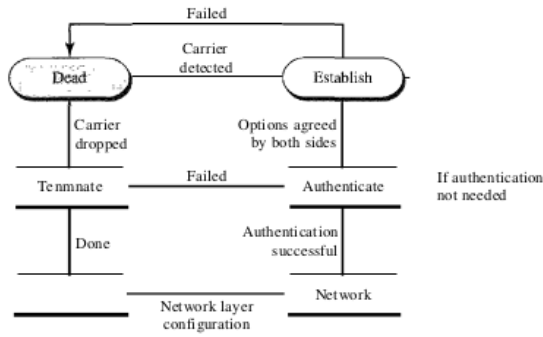 Failed
Carrier
detected
Dead
Establish
Carrier
dropped
Options agreed
by both sides
Failed
Tenmnate
Authenticate
If authentication
not needed
Done
Authentication
successful
Network
Network layer
configuration